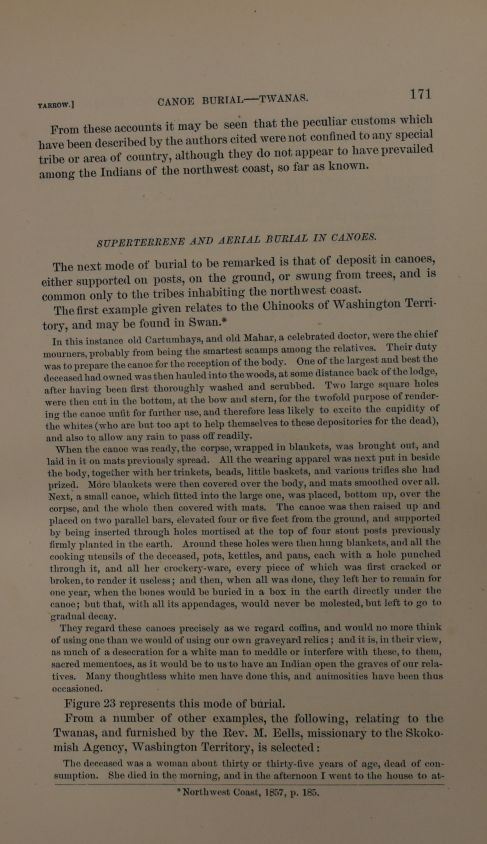 YARROW.] CANOE BURIAL—TWANAS. 171
From these accounts it may be seen that the peculiar customs which
have been described by the authors cited were not confined to any special
tribe or area of country, although they do not appear to have prevailed
among the Indians of the northwest coast, so far as known.
SUPERTERRENE AND AERIAL BURIAL IN CANOES.
The next mode of burial to be remarked is that of deposit in canoes,
either supported on posts, on the ground, or swung from trees, and is
common only to the tribes inhabiting the northwest coast.
The first example given relates to the Chinooks of Washington Terri-
tory, and may be found in Swan.*
In this instance old Cartumhays, and old Mahar, a celebrated doctor, were the chief
mourners, probably from being the smartest scamps among the relatives. Their duty
was to prepare the canoe for the reception of the body. One of the largest and best the
deceased had owned was then hauled into the woods, at some distance back of the lodge,
after having been first thoroughly washed and scrubbed. Two large square holes
were then cut in the bottom, at the bow and stern, for the twofold purpose of render-
ing the canoe unfit for further use, and therefore less likely to excite the cupidity of
the whites (who are but too apt to help themselves to these depositories for the dead),
and also to allow any rain to pass off readily.
When the canoe was ready, the corpse, wrapped in blankets, was brought out, and
laid in it on mats previously spread. All the wearing apparel was next put in beside
the body, together with her trinkets, beads, little baskets, and various trifles she had
prized. More blankets were then covered over the body, and mats smoothed over all.
Next, a small canoe, which fitted into the large one, was placed, bottom up, over the
corpse, and the whole then covered with mats. The canoe was then raised up and
placed on two parallel bars, elevated four or five feet from the ground, and supported
by being inserted through holes mortised at the top of four stout posts previously
firmly planted in the earth. Around these holes were then hung blankets, and all the
cooking utensils of the deceased, pots, kettles, and pans, each with a hole punched
through it, and all her crockery-ware, every piece of which was first cracked or
broken, to render it useless; and then, when all was done, they left her to remain for
one year, when the bones would be buried in a box in the earth directly under the
canoe; but that, with all its appendages, would never be molested, but left to go to
gradual decay.
They regard these canoes precisely as we regard coffins, and would no more think
of using one than we would of using our own graveyard relics; and it is, in their view,
as much of a desecration for a white man to meddle or interfere with these, to them,
sacred mementoes, as it would be to us to have an Indian open the graves of our rela-
tives. Many thoughtless white men have done this, and animosities have been thus
occasioned.
Figure 23 represents this mode of burial.
From a number of other examples, the following, relating to the
Twanas, and furnished by the Rev. M. Eells, missionary to the Skoko-
mish Agency, Washington Territory, is selected:
The deceased was a woman about thirty or thirty-five years of age, dead of con-
sumption. She died in the morning, and in the afternoon I went to the house to at-
*Northwest Coast, 1857, p. 185.